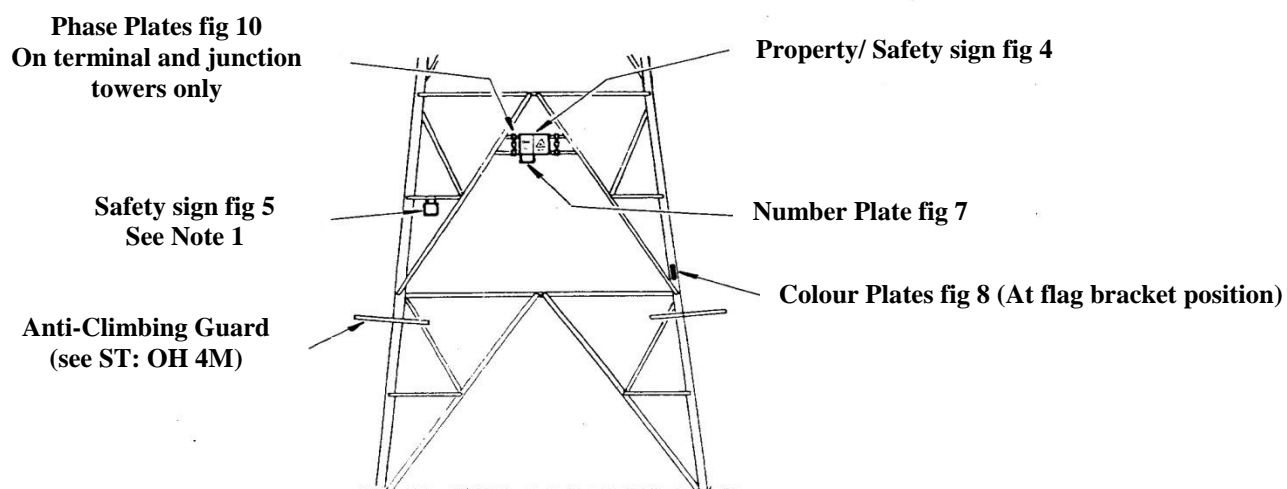 Phase Plates fig 10
On terminal and junction
towers only
Property/ Safety sign fig 4
Safety sign fig 5
See Note 1
Number Plate fig 7
Colour Plates fig 8 (At flag bracket position)
Anti-Climbing Guard
(see ST: OH 4M)